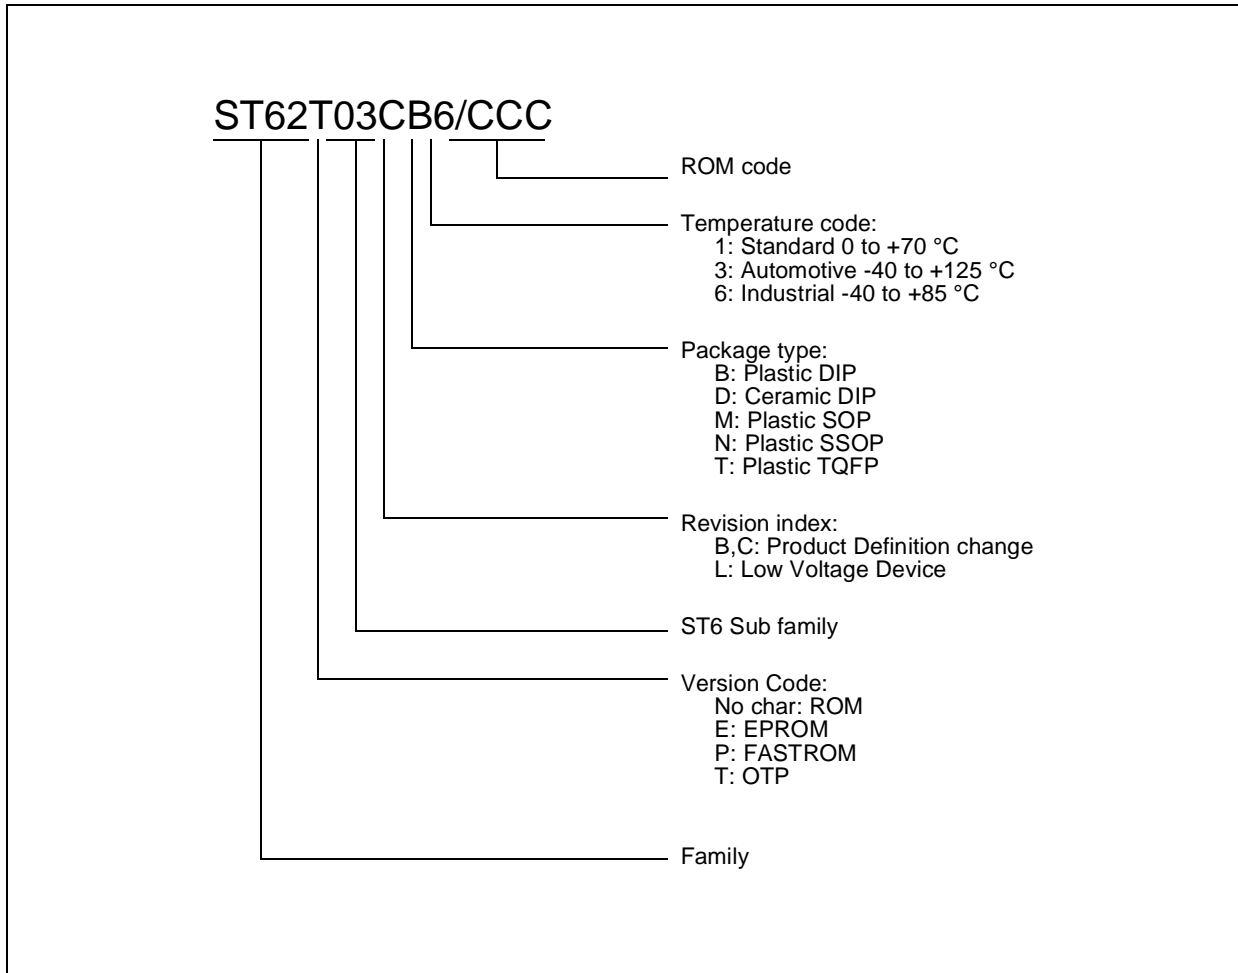 ST62T03CB6/CCC
ROM code
Temperature code:
1: Standard 0 to +70 °C
3: Automotive -40 to +125 °C
6: Industrial -40 to +85 °C
Package type:
B: Plastic DIP
D: Ceramic DIP
M: Plastic SOP
N: Plastic SSOP
T: Plastic TQFP
Revision index:
B,C: Product Definition change
L: Low Voltage Device
ST6 Sub family
Version Code:
No char: ROM
E: EPROM
P: FASTROM
T: OTP
Family